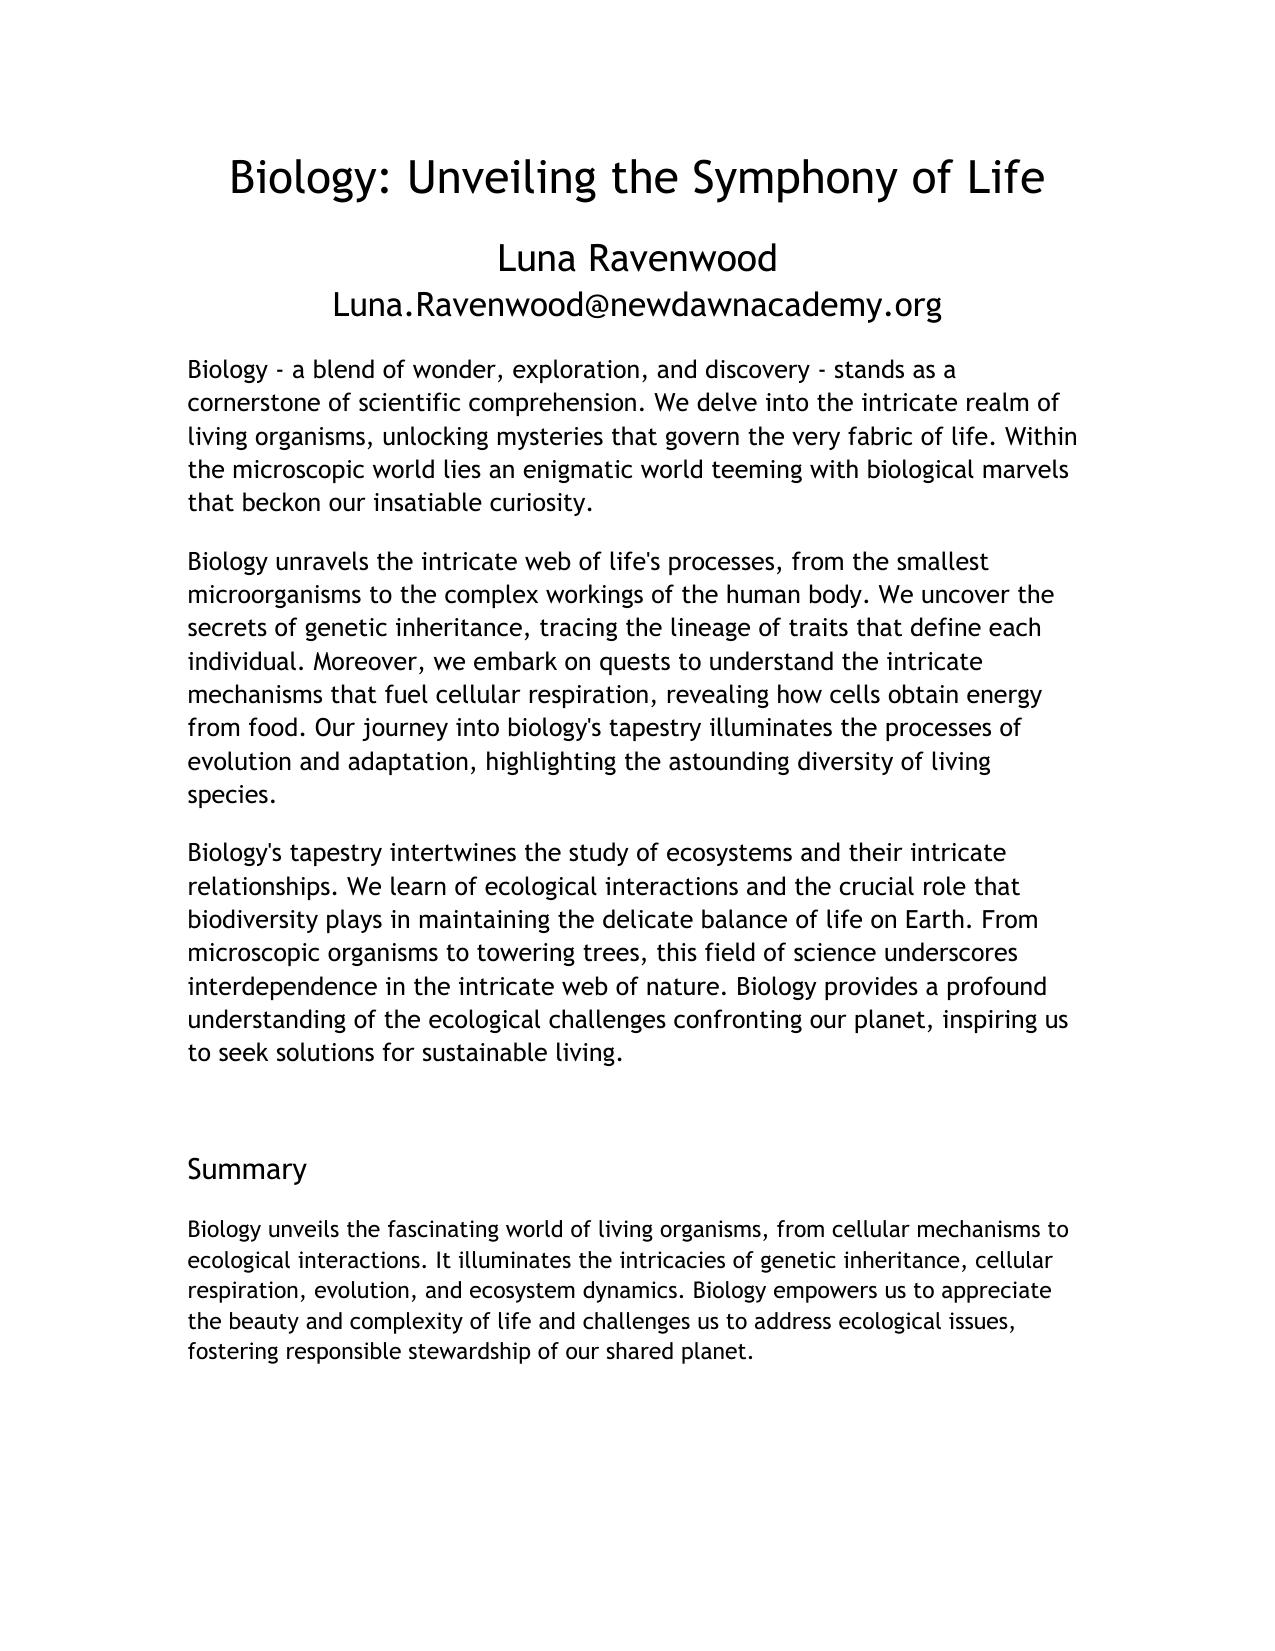 Biology: Unveiling the Symphony of Life
Luna Ravenwood
Luna.Ravenwood@newdawnacademy.org
Biology - a blend of wonder, exploration, and discovery - stands as a
cornerstone of scientific comprehension. We delve into the intricate realm of
living organisms, unlocking mysteries that govern the very fabric of life. Within
the microscopic world lies an enigmatic world teeming with biological marvels
that beckon our insatiable curiosity.
Biology unravels the intricate web of life's processes, from the smallest
microorganisms to the complex workings of the human body. We uncover the
secrets of genetic inheritance, tracing the lineage of traits that define each
individual. Moreover, we embark on quests to understand the intricate
mechanisms that fuel cellular respiration, revealing how cells obtain energy
from food. Our journey into biology's tapestry illuminates the processes of
evolution and adaptation, highlighting the astounding diversity of living
species.
Biology's tapestry intertwines the study of ecosystems and their intricate
relationships. We learn of ecological interactions and the crucial role that
biodiversity plays in maintaining the delicate balance of life on Earth. From
microscopic organisms to towering trees, this field of science underscores
interdependence in the intricate web of nature. Biology provides a profound
understanding of the ecological challenges confronting our planet, inspiring us
to seek solutions for sustainable living.
Summary
Biology unveils the fascinating world of living organisms, from cellular mechanisms to
ecological interactions. It illuminates the intricacies of genetic inheritance, cellular
respiration, evolution, and ecosystem dynamics. Biology empowers us to appreciate
the beauty and complexity of life and challenges us to address ecological issues,
fostering responsible stewardship of our shared planet.